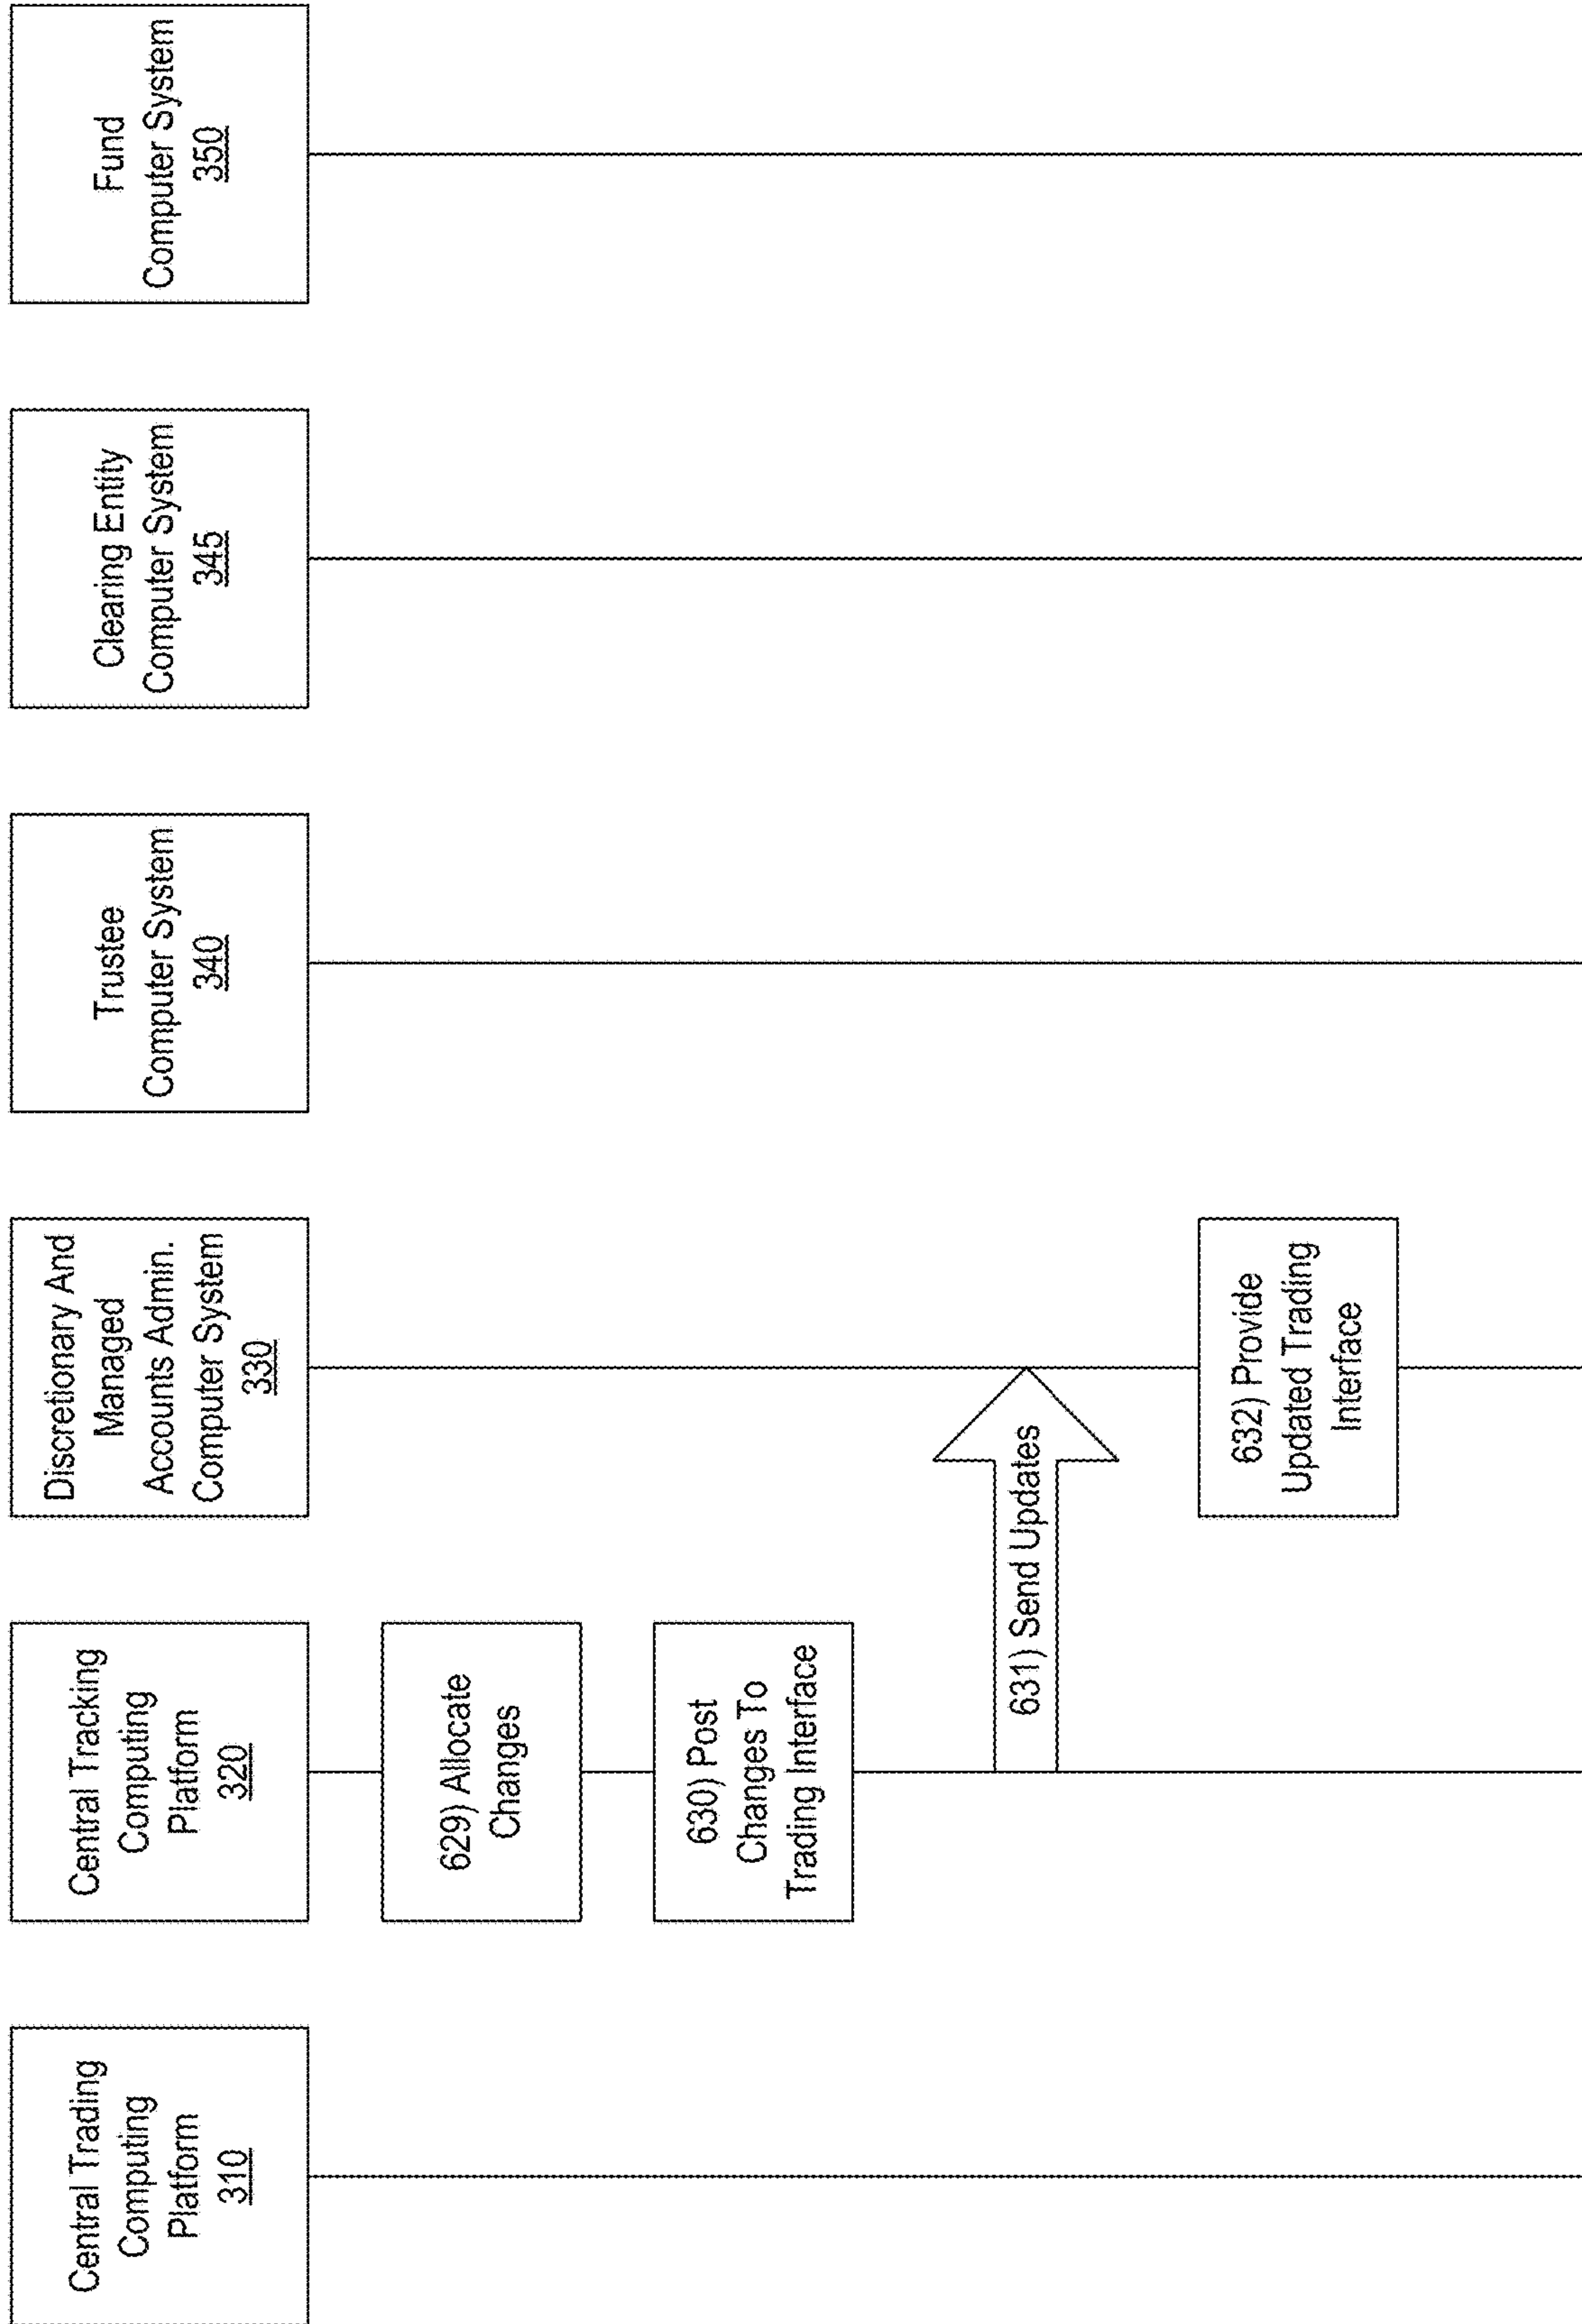 Central Trading
Computing
Platform
310
Central Tracking
Computing
Platform
320
Discretionary And
Managed
Accounts Admin.
Computer System
330
Trustee
Computer System
340
Clearing Entity
Computer System
345
Fund
Computer System
350
629) Allocate
Changes
630) Post
Changes To
Trading Interface
631) Send Updates
632) Provide
Updated Trading
Interface